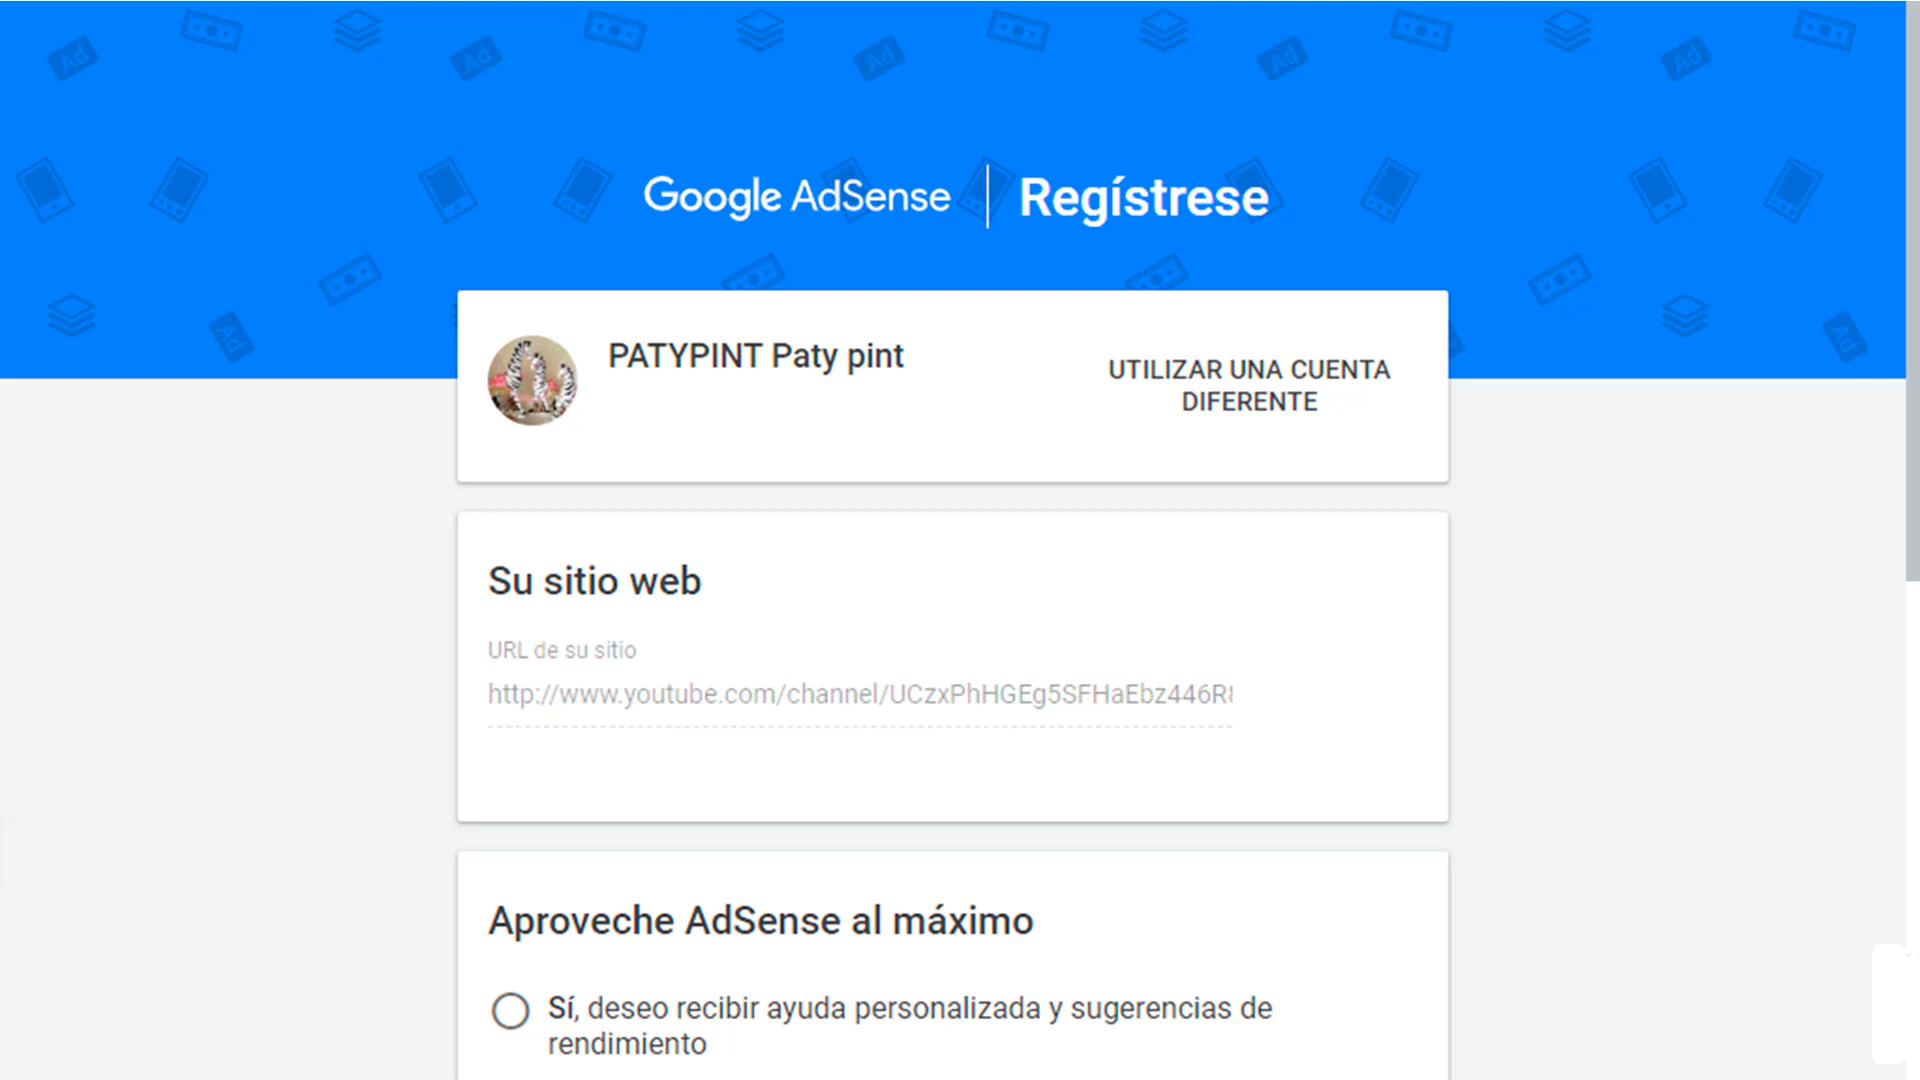 Google AdSense | Regístrese
PATYPINT Paty pint
UTILIZAR UNA CUENTA
DIFERENTE
Su sitio web
URL de su sitio
http://www.youtube.com/channel/UCzxPhHGEg5SFHaEbz446R8
Aproveche AdSense al máximo
Sí, deseo recibir ayuda personalizada y sugerencias de
rendimiento